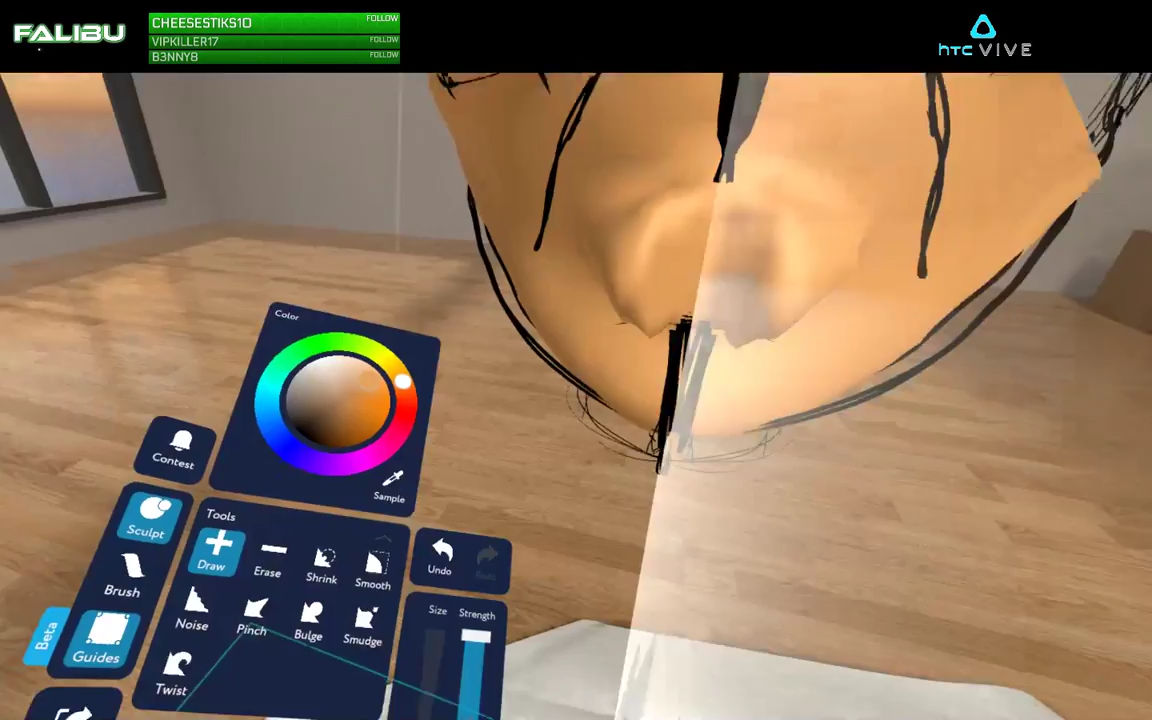 FALIBU
CHEESESTIKS10 FOLLOW
VIPKILLER17 FOLLOW
B3NNY8 FOLLOW
hTC VIVE
Color
Sample
Contest
Sculpt
Brush
Beta
Guides
Tools
Draw
Erase
Shrink
Smooth
Noise
Pinch
Bulge
Smudge
Twist
Undo
Size
Strength